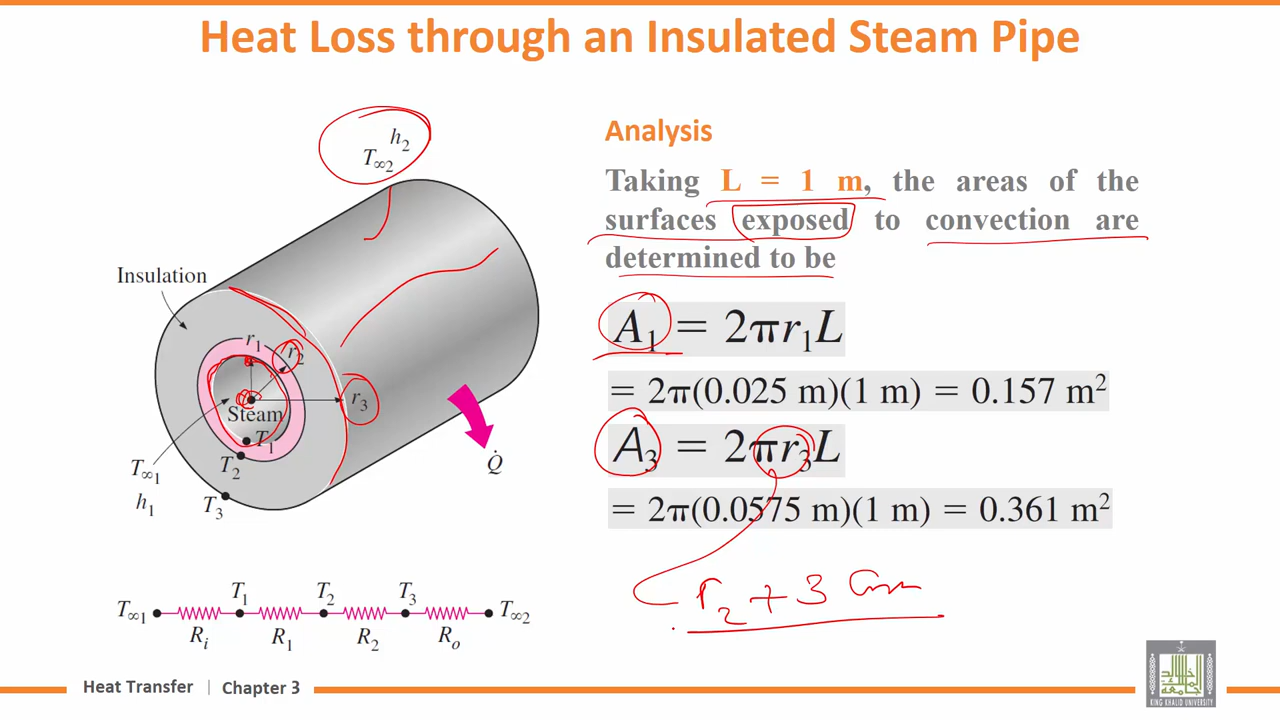 Heat Loss through an Insulated Steam Pipe
h₂
T∞₂
Insulation
r₁
r₂
r₃
Steam
T₁
T₂
T₃
T∞₁
h₁
Q̇
T∞₁
T₁
T₂
T₃
T∞₂
Rᵢ
R₁
R₂
Rₒ
Analysis
Taking L = 1 m, the areas of the
surfaces exposed to convection are
determined to be
A₁ = 2πr₁L
= 2π(0.025 m)(1 m) = 0.157 m²
A₃ = 2πr₃L
= 2π(0.0575 m)(1 m) = 0.361 m²
r₂ + 3 cm
Heat Transfer | Chapter 3
KING KHALID UNIVERSITY